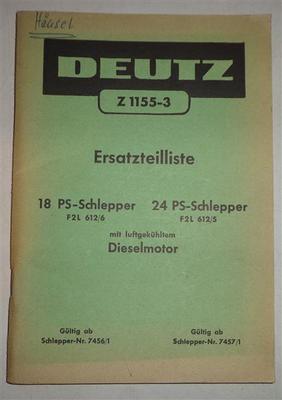 Häusel
DEUTZ
Z 1155-3
Ersatzteilliste
18 PS-Schlepper 24 PS-Schlepper
F2L 612/6 F2L 612/5
mit luftgekühltem
Dieselmotor
Gültig ab Gültig ab
Schlepper-Nr. 7456/1 Schlepper-Nr. 7457/1